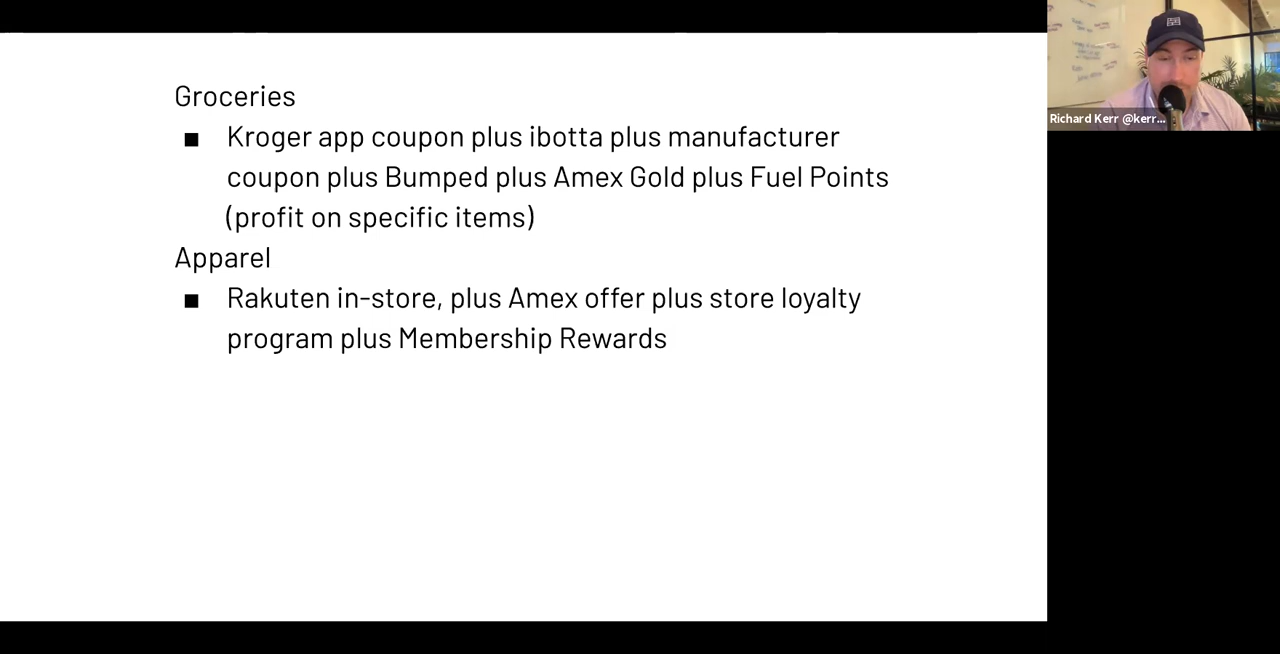 Groceries
■ Kroger app coupon plus ibotta plus manufacturer
coupon plus Bumped plus Amex Gold plus Fuel Points
(profit on specific items)
Apparel
■ Rakuten in-store, plus Amex offer plus store loyalty
program plus Membership Rewards
Richard Kerr @kerr...